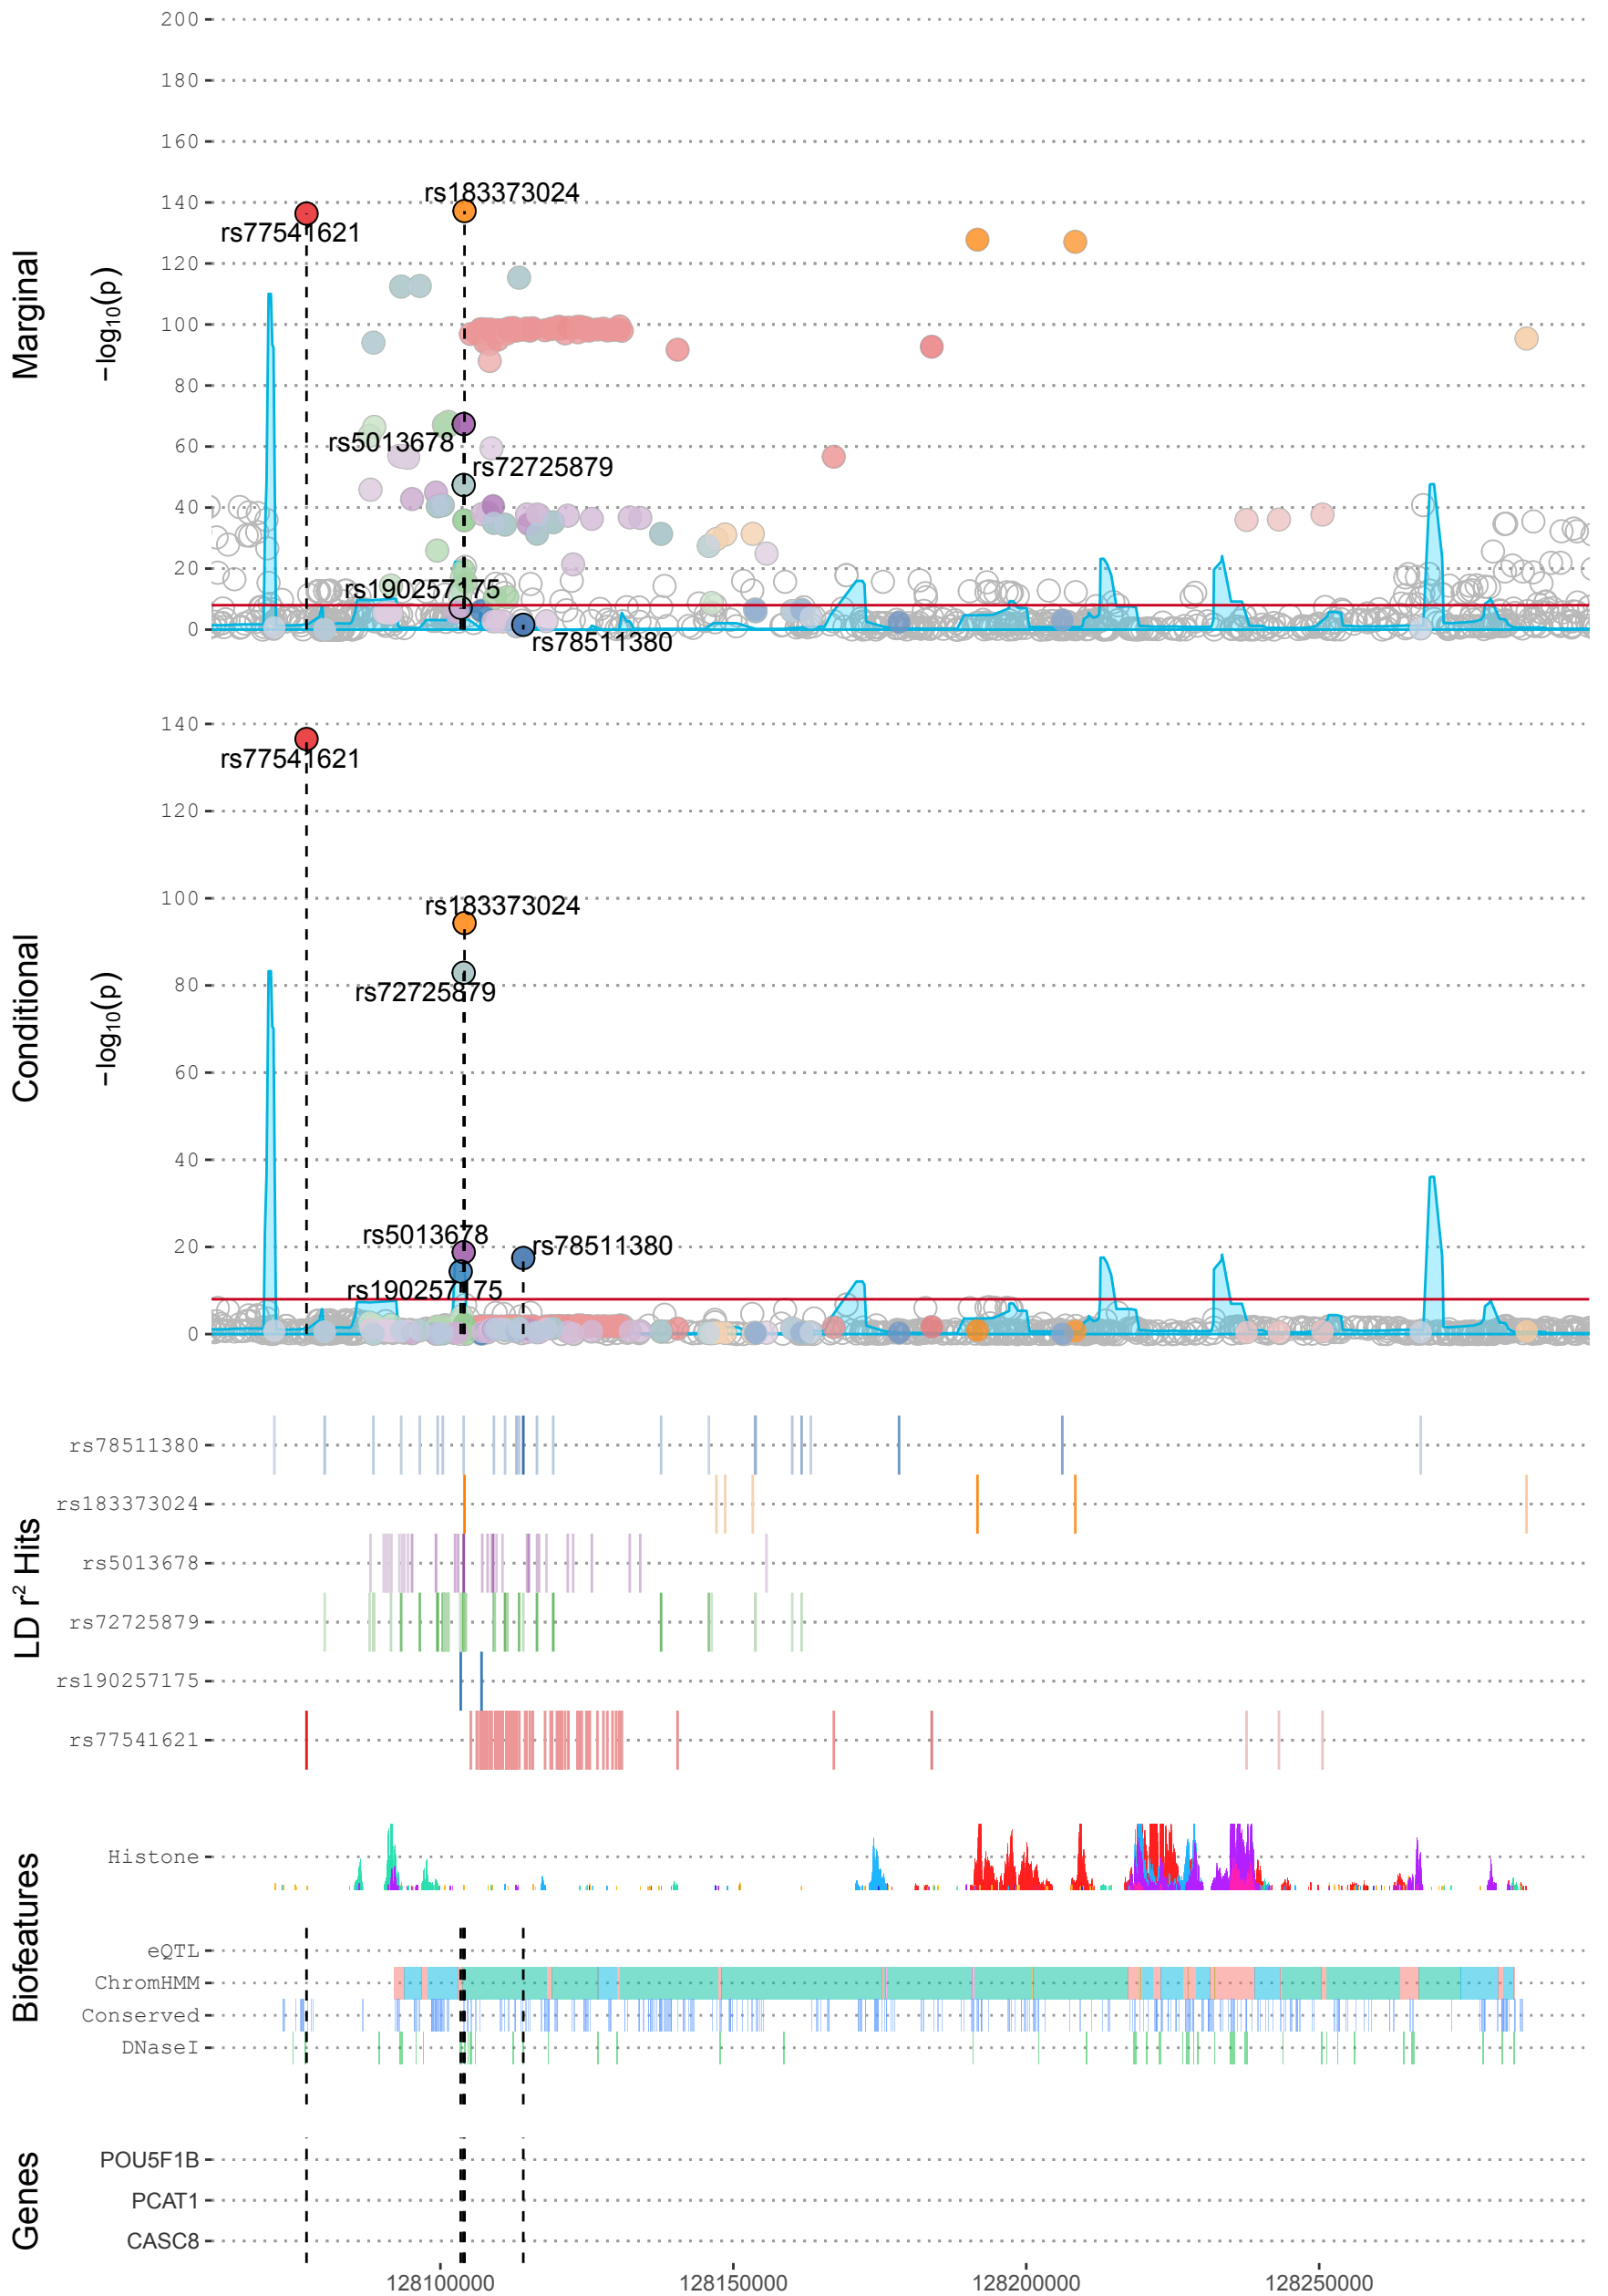 Marginal
−log10(p)
200
180
160
140
120
100
80
60
40
20
0
rs183373024
rs77541621
rs5013678
rs72725879
rs190257175
rs78511380
Conditional
−log10(p)
140
120
100
80
60
40
20
0
rs77541621
rs183373024
rs72725879
rs5013678
rs78511380
rs190257175
LD r² Hits
rs78511380
rs183373024
rs5013678
rs72725879
rs190257175
rs77541621
Biofeatures
Histone
eQTL
ChromHMM
Conserved
DNaseI
Genes
POU5F1B
PCAT1
CASC8
128100000 128150000 128200000 128250000